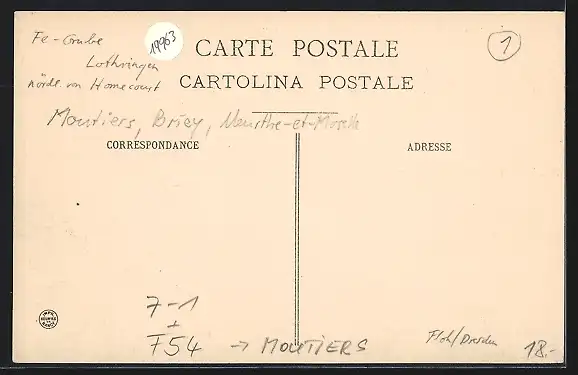 Fe-Grube
19963
CARTE POSTALE
1
Lothringen
nördl. von Homecourt
CARTOLINA POSTALE
Moutiers, Briey, Meurthe-et-Moselle
CORRESPONDANCE
ADRESSE
7-1
F54 → MOUTIERS
Floh/Dresden
18.-